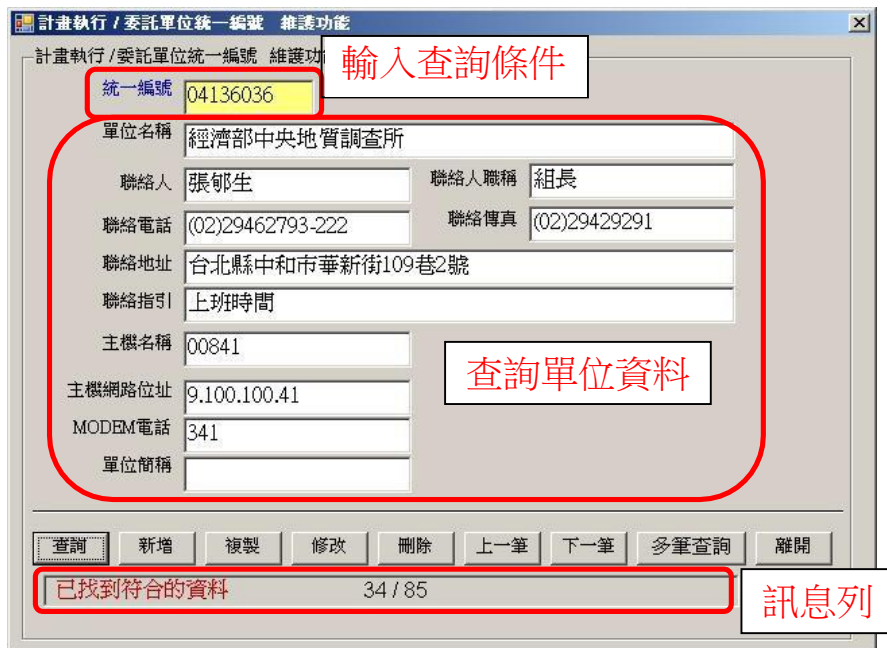 計畫執行 / 委託單位統一編號 維護功能
計畫執行 /委託單位統一編號 維護功
輸入查詢條件
統一編號 04136036
單位名稱 經濟部中央地質調查所
聯絡人 張郇生 聯絡人職稱 組長
聯絡電話 (02)29462793-222 聯絡傳真 (02)29429291
聯絡地址 台北縣中和市華新街109巷2號
聯絡指引 上班時間
主機名稱 00841
查詢單位資料
主機網路位址 9.100.100.41
MODEM電話 341
單位簡稱
查詢 新增 複製 修改 刪除 上一筆 下一筆 多筆查詢 離開
已找到符合的資料 34 / 85
訊息列